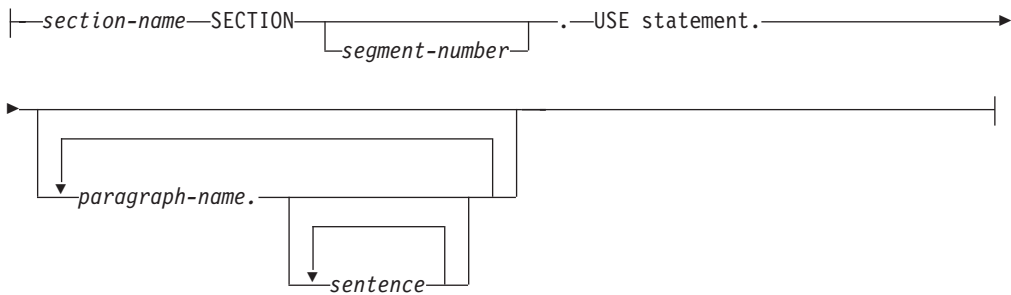 section-name SECTION . USE statement.
segment-number
paragraph-name.
sentence